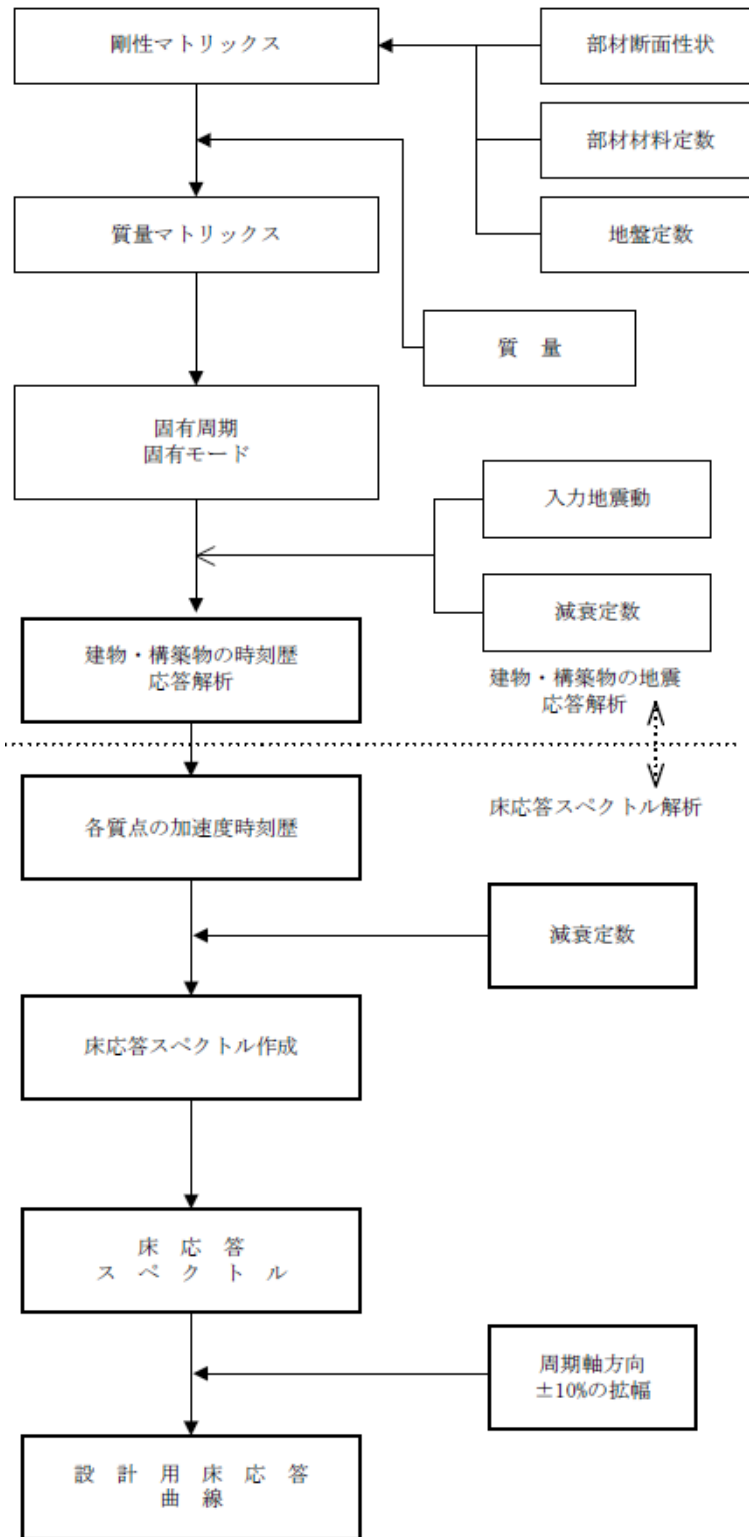 剛性マトリックス
部材断面性状
部材材料定数
質量マトリックス
地盤定数
質　量
固有周期
固有モード
入力地震動
減衰定数
建物・構築物の時刻歴
応答解析
建物・構築物の地震
応答解析
床応答スペクトル解析
各質点の加速度時刻歴
減衰定数
床応答スペクトル作成
床　応　答
ス　ペ　ク　ト　ル
周期軸方向
±10%の拡幅
設　計　用　床　応　答
曲　線